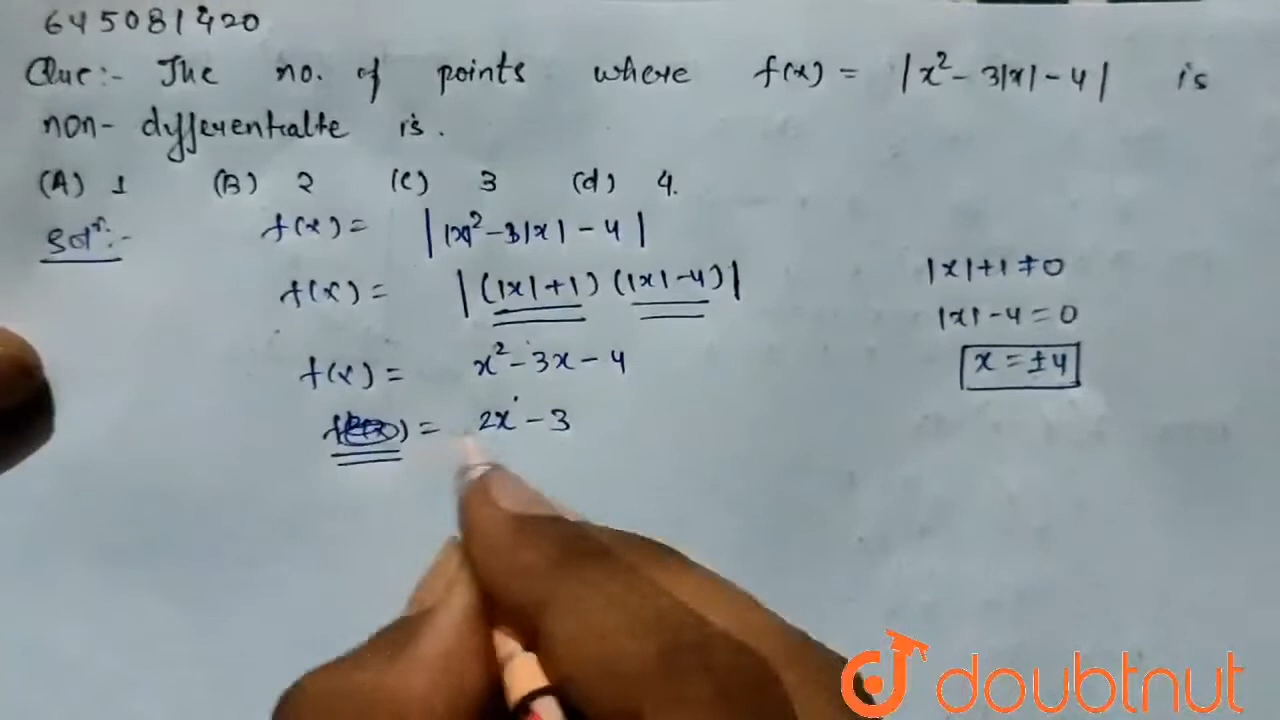 645081420
Que:- The no. of points where f(x) = |x² - 3|x| - 4| is
non- differentialte is.
(A) 1 (B) 2 (C) 3 (d) 4.
Solⁿ:- f(x) = ||x|² - 3|x| - 4|
f(x) = |(|x|+1) (|x|-4)|
|x|+1 ≠ 0
|x| - 4 = 0
x = ±4
f(x) = x² - 3x - 4
= 2x - 3
doubtnut